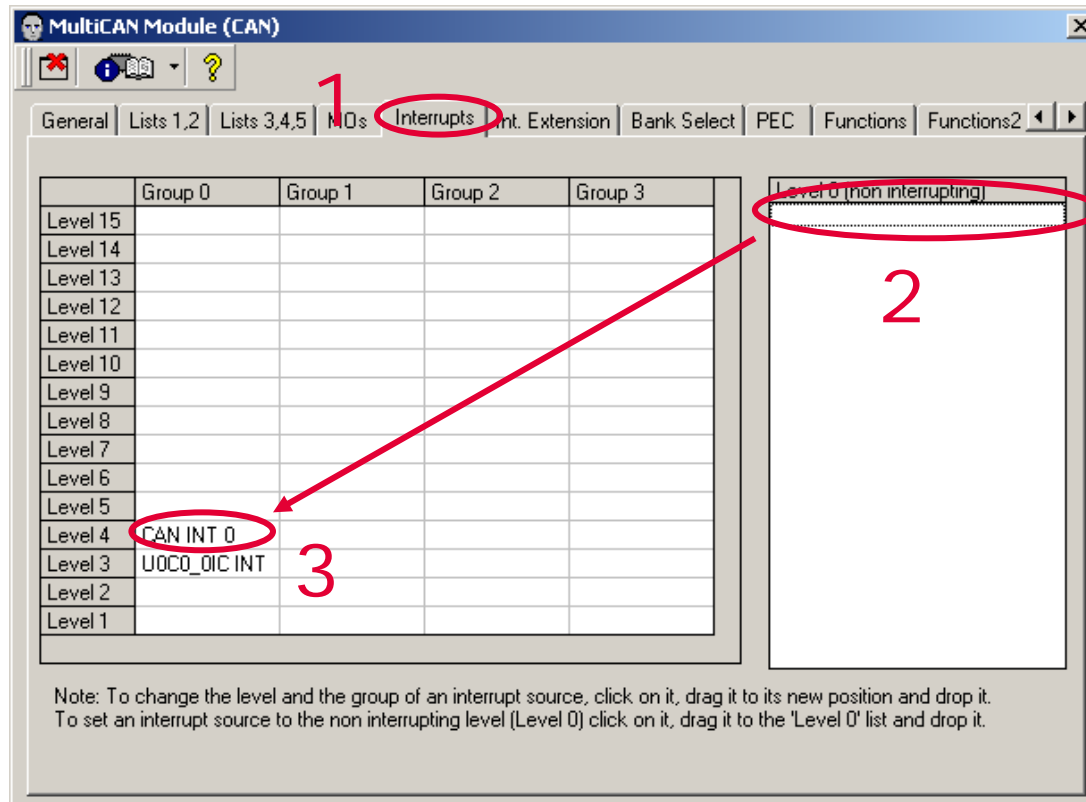 MultiCAN Module (CAN)
1
General Lists 1,2 Lists 3,4,5 MOs Interrupts Int. Extension Bank Select PEC Functions Functions2
Group 0 Group 1 Group 2 Group 3
Level 0 (non interrupting)
2
Level 15
Level 14
Level 13
Level 12
Level 11
Level 10
Level 9
Level 8
Level 7
Level 6
Level 5
Level 4 CAN INT 0
Level 3 U0C0_0IC INT
3
Level 2
Level 1
Note: To change the level and the group of an interrupt source, click on it, drag it to its new position and drop it.
To set an interrupt source to the non interrupting level (Level 0) click on it, drag it to the 'Level 0' list and drop it.